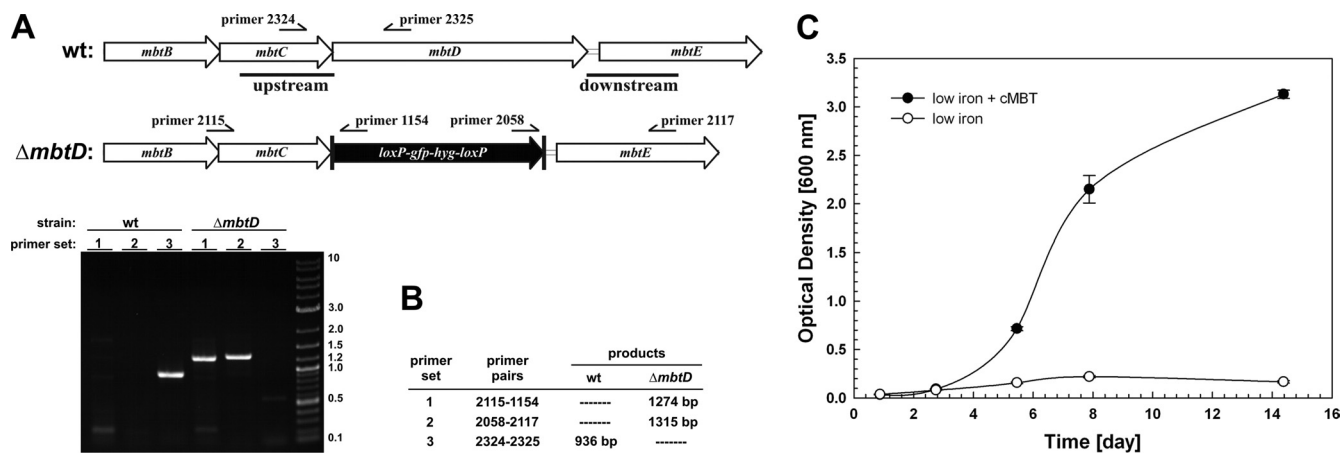 A
wt:
primer 2324
primer 2325
mbtB
mbtC
mbtD
mbtE
upstream
downstream
ΔmbtD:
primer 2115
primer 1154
primer 2058
primer 2117
mbtB
mbtC
loxP-gfp-hyg-loxP
mbtE
strain: wt ΔmbtD
primer set: 1 2 3 1 2 3
10
3.0
2.0
1.5
1.2
1.0
0.5
0.1
B
primer set primer pairs products
wt ΔmbtD
1 2115-1154 ------- 1274 bp
2 2058-2117 ------- 1315 bp
3 2324-2325 936 bp -------
C
Optical Density [600 nm]
3.5
3.0
2.5
2.0
1.5
1.0
0.5
0.0
low iron + cMBT
low iron
0 2 4 6 8 10 12 14 16
Time [day]